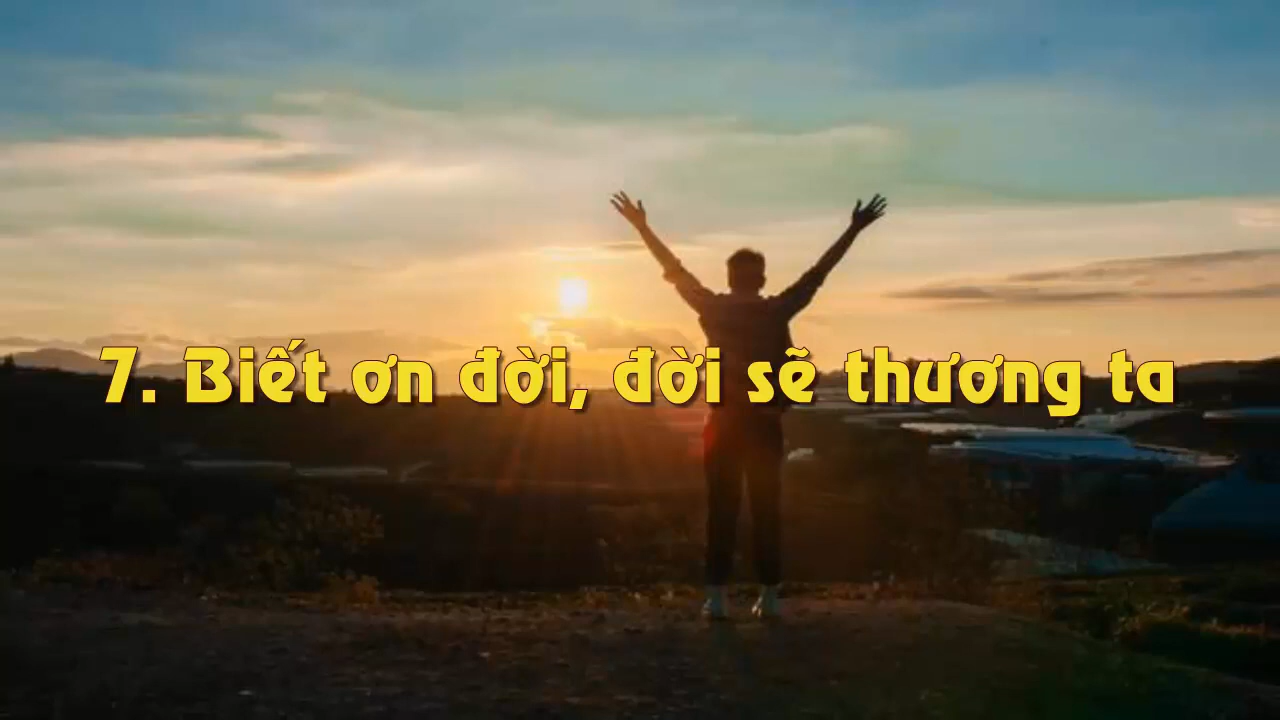 7. Biết ơn đời, đời sẽ thương ta